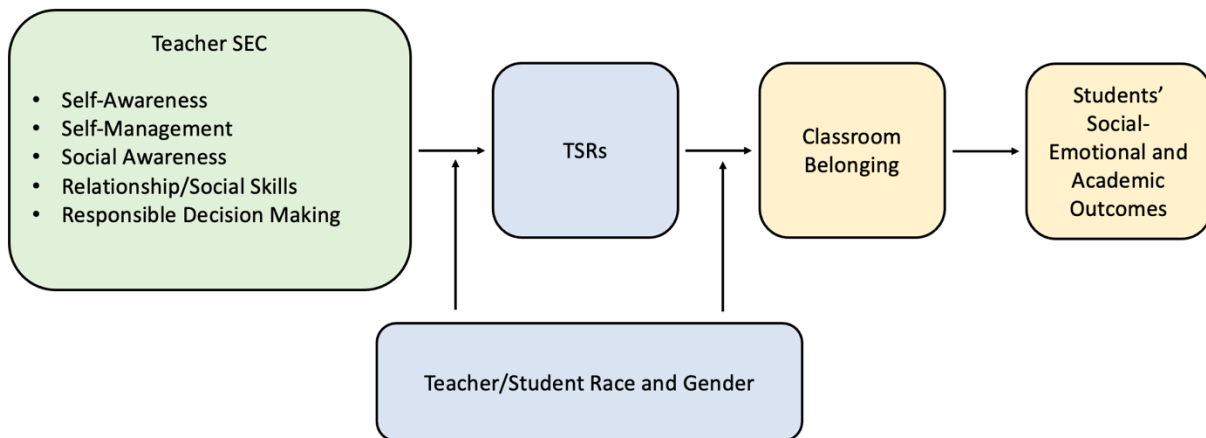 Teacher SEC
• Self-Awareness
• Self-Management
• Social Awareness
• Relationship/Social Skills
• Responsible Decision Making
TSRs
Classroom
Belonging
Students’
Social-
Emotional and
Academic
Outcomes
Teacher/Student Race and Gender